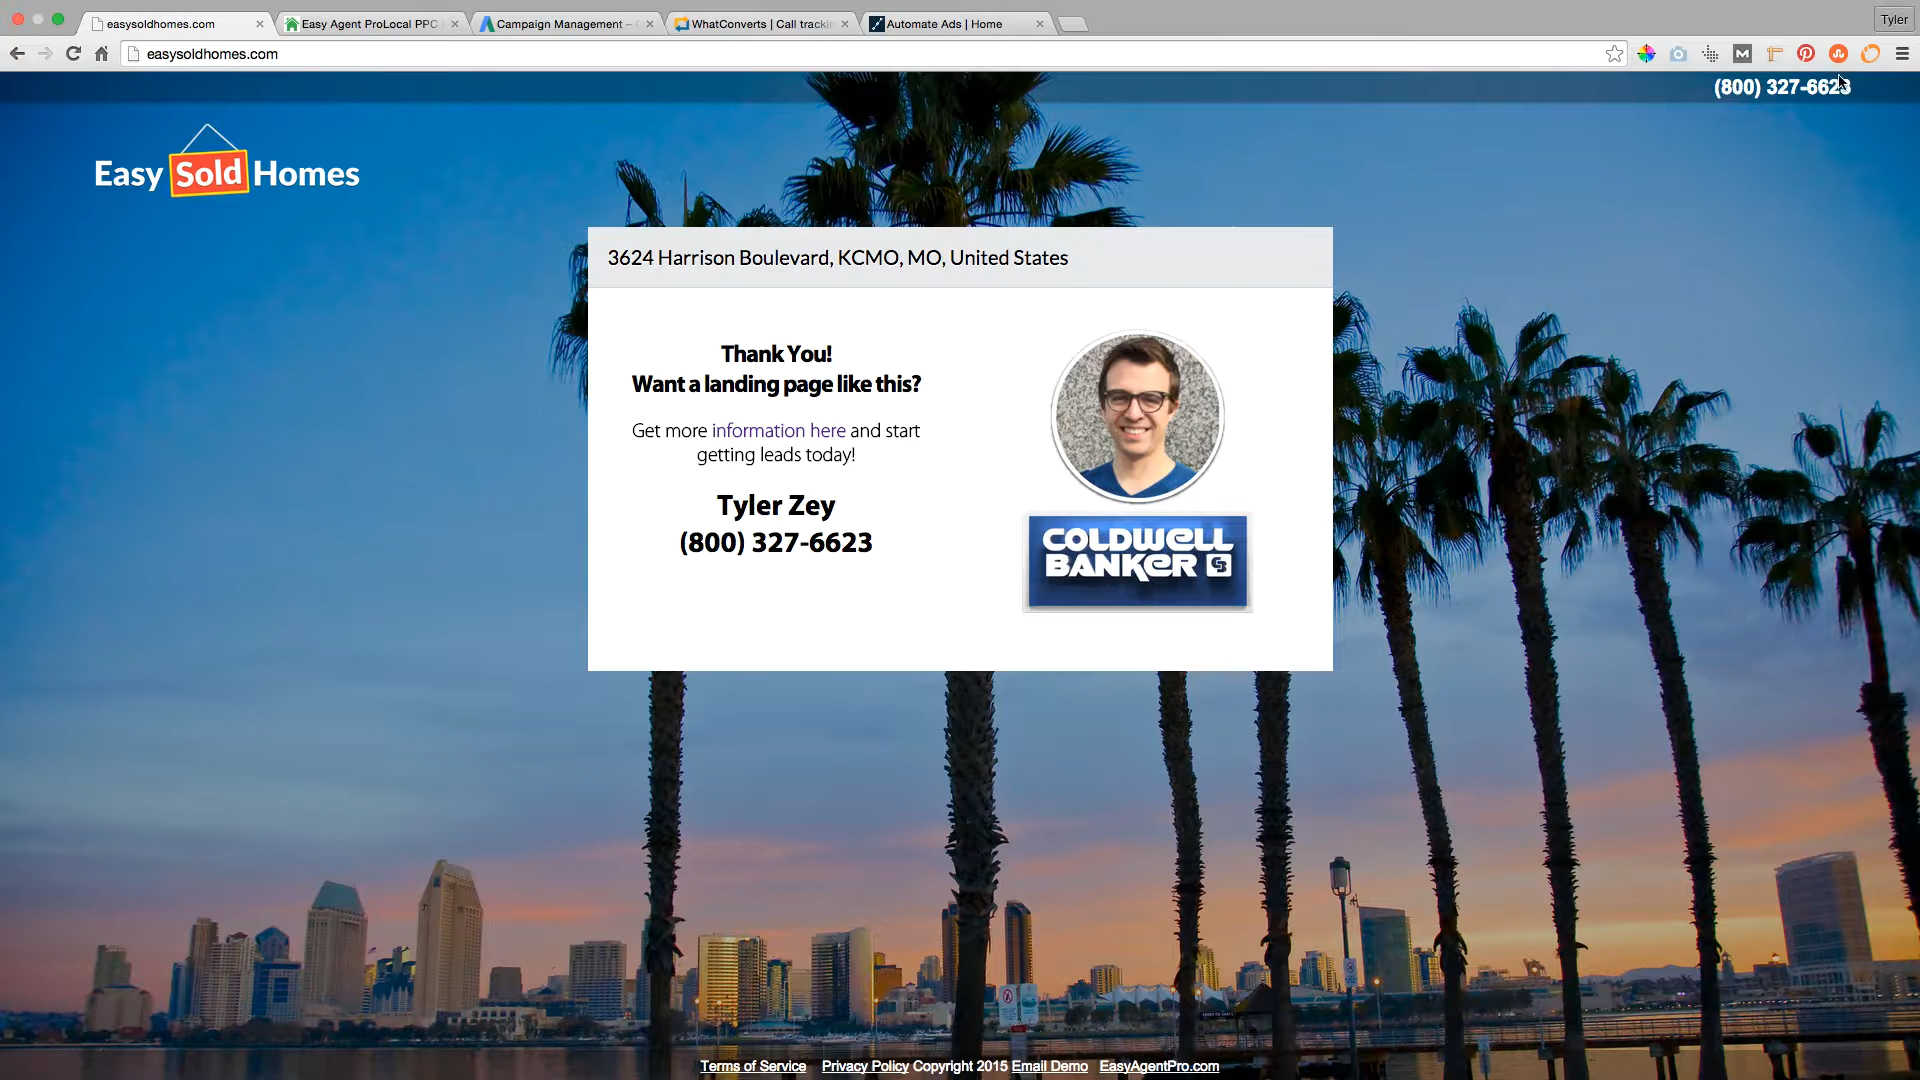 easysoldhomes.com
Easy Agent ProLocal PPC
Campaign Management –
WhatConverts | Call trackin
Automate Ads | Home
Tyler
easysoldhomes.com
(800) 327-6623
Easy Sold Homes
3624 Harrison Boulevard, KCMO, MO, United States
Thank You!
Want a landing page like this?
Get more information here and start
getting leads today!
Tyler Zey
(800) 327-6623
COLDWELL
BANKER CB
Terms of Service Privacy Policy Copyright 2015 Email Demo EasyAgentPro.com